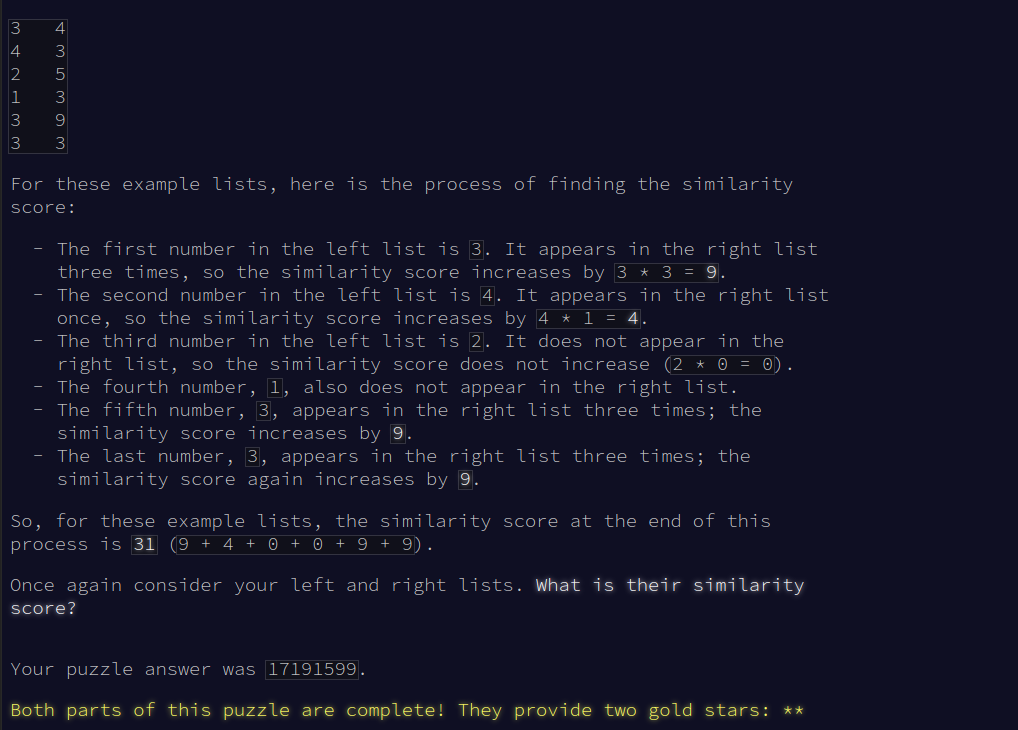 3   4
4   3
2   5
1   3
3   9
3   3
For these example lists, here is the process of finding the similarity
score:
- The first number in the left list is 3. It appears in the right list
three times, so the similarity score increases by 3 * 3 = 9.
- The second number in the left list is 4. It appears in the right list
once, so the similarity score increases by 4 * 1 = 4.
- The third number in the left list is 2. It does not appear in the
right list, so the similarity score does not increase (2 * 0 = 0).
- The fourth number, 1, also does not appear in the right list.
- The fifth number, 3, appears in the right list three times; the
similarity score increases by 9.
- The last number, 3, appears in the right list three times; the
similarity score again increases by 9.
So, for these example lists, the similarity score at the end of this
process is 31 (9 + 4 + 0 + 0 + 9 + 9).
Once again consider your left and right lists. What is their similarity
score?
Your puzzle answer was 17191599.
Both parts of this puzzle are complete! They provide two gold stars: **